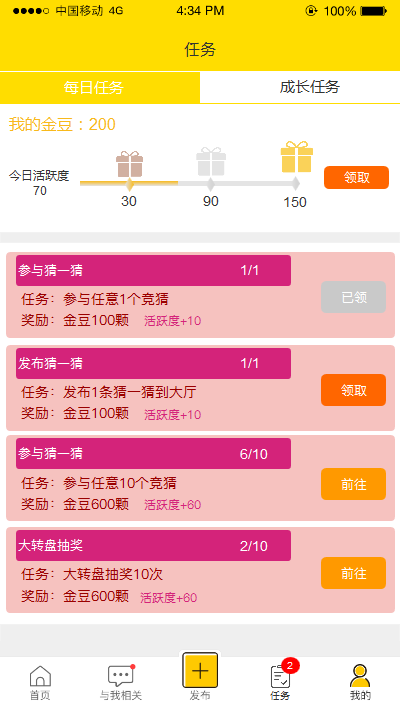 中国移动 4G 4:34 PM 100%
任务
每日任务 成长任务
我的金豆：200
今日活跃度
70
领取
30 90 150
参与猜一猜 1/1
任务：参与任意1个竞猜
奖励：金豆100颗 活跃度+10
已领
发布猜一猜 1/1
任务：发布1条猜一猜到大厅
奖励：金豆100颗 活跃度+10
领取
参与猜一猜 6/10
任务：参与任意10个竞猜
奖励：金豆600颗 活跃度+60
前往
大转盘抽奖 2/10
任务：大转盘抽奖10次
奖励：金豆600颗 活跃度+60
前往
2
首页 与我相关 发布 任务 我的